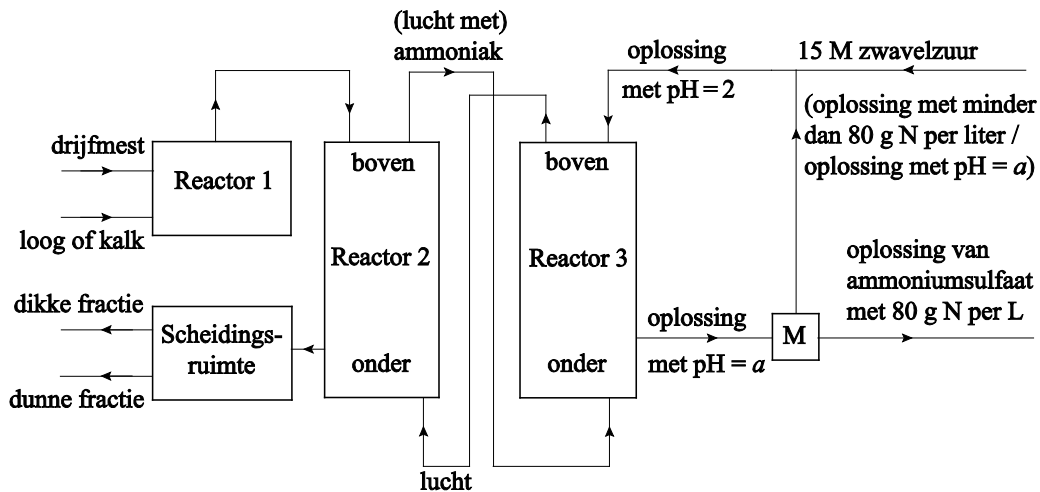 (lucht met)
ammoniak
oplossing
met pH = 2
15 M zwavelzuur
(oplossing met minder
dan 80 g N per liter /
oplossing met pH = a)
drijfmest
loog of kalk
Reactor 1
boven
Reactor 2
onder
boven
Reactor 3
onder
dikke fractie
dunne fractie
Scheidings-
ruimte
oplossing
met pH = a
M
oplossing van
ammoniumsulfaat
met 80 g N per L
lucht